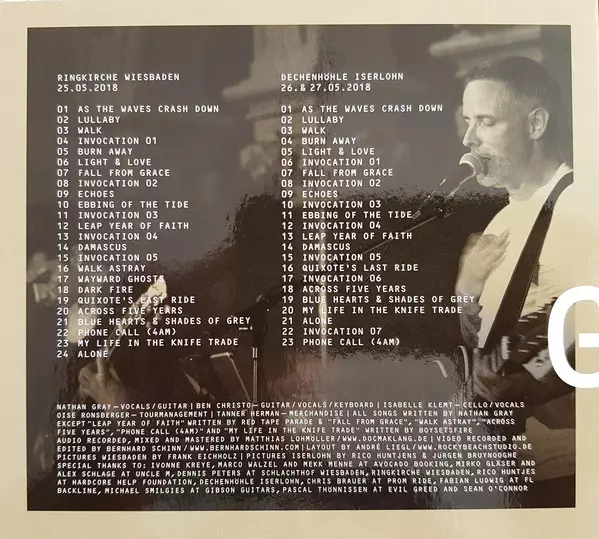 RINGKIRCHE WIESBADEN
25.05.2018
01 AS THE WAVES CRASH DOWN
02 LULLABY
03 WALK
04 INVOCATION 01
05 BURN AWAY
06 LIGHT & LOVE
07 FALL FROM GRACE
08 INVOCATION 02
09 ECHOES
10 EBBING OF THE TIDE
11 INVOCATION 03
12 LEAP YEAR OF FAITH
13 INVOCATION 04
14 DAMASCUS
15 INVOCATION 05
16 WALK ASTRAY
17 WAYWARD GHOSTS
18 DARK FIRE
19 QUIXOTE'S LAST RIDE
20 ACROSS FIVE YEARS
21 BLUE HEARTS & SHADES OF GREY
22 PHONE CALL (4AM)
23 MY LIFE IN THE KNIFE TRADE
24 ALONE
DECHENHÖHLE ISERLOHN
26.& 27.05.2018
01 AS THE WAVES CRASH DOWN
02 LULLABY
03 WALK
04 BURN AWAY
05 LIGHT & LOVE
06 INVOCATION 01
07 FALL FROM GRACE
08 INVOCATION 02
09 ECHOES
10 INVOCATION 03
11 EBBING OF THE TIDE
12 INVOCATION 04
13 LEAP YEAR OF FAITH
14 DAMASCUS
15 INVOCATION 05
16 QUIXOTE'S LAST RIDE
17 INVOCATION 06
18 ACROSS FIVE YEARS
19 BLUE HEARTS & SHADES OF GREY
20 MY LIFE IN THE KNIFE TRADE
21 ALONE
22 INVOCATION 07
23 PHONE CALL (4AM)
G
NATHAN GRAY—VOCALS/GUITAR | BEN CHRISTO—GUITAR/VOCALS/KEYBOARD | ISABELLE KLEMT—CELLO/VOCALS
OISE RONSBERGER—TOURMANAGEMENT | TANNER HERMAN—MERCHANDISE | ALL SONGS WRITTEN BY NATHAN GRAY
EXCEPT "LEAP YEAR OF FAITH" WRITTEN BY RED TAPE PARADE & "FALL FROM GRACE", "WALK ASTRAY", "ACROSS
FIVE YEARS", "PHONE CALL (4AM)" AND "MY LIFE IN THE KNIFE TRADE" WRITTEN BY BOYSETSFIRE
AUDIO RECORDED, MIXED AND MASTERED BY MATTHIAS LOHMÖLLER/WWW.DOCMAKLANG.DE | VIDEO RECORDED AND
EDITED BY BERNHARD SCHINN/WWW.BERNHARDSCHINN.COM | LAYOUT BY ANDRÉ LIEGL/WWW.ROCKYBEACHSTUDIO.DE
PICTURES WIESBADEN BY FRANK EICHHOLZ | PICTURES ISERLOHN BY RICO HUNTJENS & JÜRGEN BRUYNOOGHE
SPECIAL THANKS TO: IVONNE KREYE, MARCO WALZEL AND MEKK MENNE AT AVOCADO BOOKING, MIRKO GLÄSER AND
ALEX SCHLAGE AT UNCLE M, DENNIS PETERS AT SCHLACHTHOF WIESBADEN, RINGKIRCHE WIESBADEN, RICO HUNTJES
AT HARDCORE HELP FOUNDATION, DECHENHÖHLE ISERLOHN, CHRIS BRAUER AT PROM RIDE, FABIAN LUDWIG AT FL
BACKLINE, MICHAEL SMILGIES AT GIBSON GUITARS, PASCAL THÜNNISSEN AT EVIL GREED AND SEAN O'CONNOR